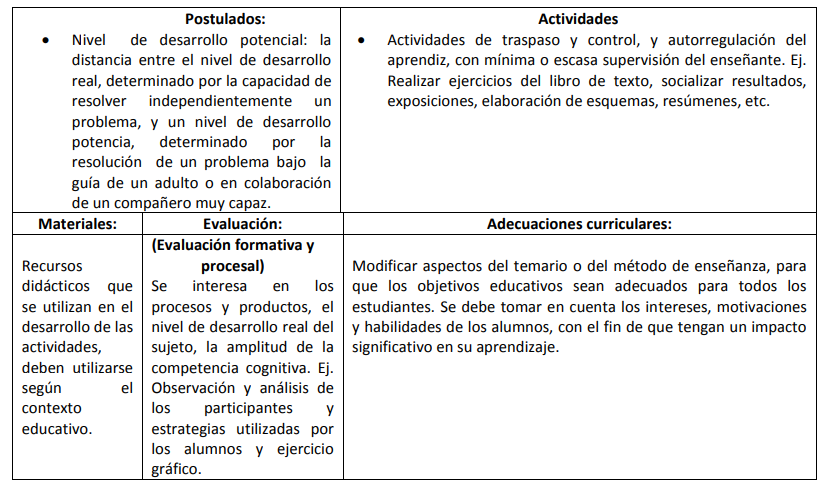 Postulados:
• Nivel de desarrollo potencial: la
distancia entre el nivel de desarrollo
real, determinado por la capacidad de
resolver independientemente un
problema, y un nivel de desarrollo
potencia, determinado por la
resolución de un problema bajo la
guía de un adulto o en colaboración
de un compañero muy capaz.
Actividades
• Actividades de traspaso y control, y autorregulación del
aprendiz, con mínima o escasa supervisión del enseñante. Ej.
Realizar ejercicios del libro de texto, socializar resultados,
exposiciones, elaboración de esquemas, resúmenes, etc.
Materiales:
Recursos
didácticos que
se utilizan en el
desarrollo de las
actividades,
deben utilizarse
según el
contexto
educativo.
Evaluación:
(Evaluación formativa y
procesal)
Se interesa en los
procesos y productos, el
nivel de desarrollo real del
sujeto, la amplitud de la
competencia cognitiva. Ej.
Observación y análisis de
los participantes y
estrategias utilizadas por
los alumnos y ejercicio
gráfico.
Adecuaciones curriculares:
Modificar aspectos del temario o del método de enseñanza, para
que los objetivos educativos sean adecuados para todos los
estudiantes. Se debe tomar en cuenta los intereses, motivaciones
y habilidades de los alumnos, con el fin de que tengan un impacto
significativo en su aprendizaje.